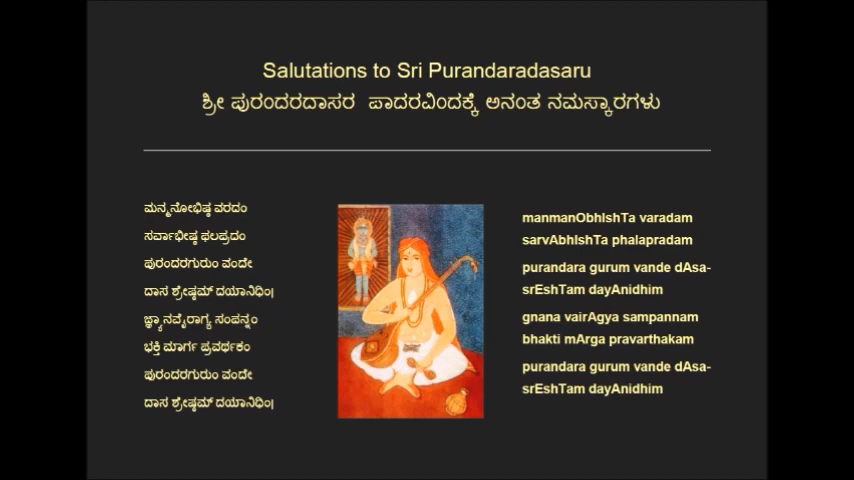 Salutations to Sri Purandaradasaru
ಶ್ರೀ ಪುರಂದರದಾಸರ ಪಾದರವಿಂದಕ್ಕೆ ಅನಂತ ನಮಸ್ಕಾರಗಳು
ಮನ್ಮನೋಭಿಷ್ಠ ವರದಂ
ಸರ್ವಾಭೀಷ್ಠ ಫಲಪ್ರದಂ
ಪುರಂದರಗುರುಂ ವಂದೇ
ದಾಸ ಶ್ರೇಷ್ಠಮ್ ದಯಾನಿಧಿಂ|
ಜ್ಞ್ಯಾನವೈರಾಗ್ಯ ಸಂಪನ್ನಂ
ಭಕ್ತಿ ಮಾರ್ಗ ಪ್ರವರ್ಥಕಂ
ಪುರಂದರಗುರುಂ ವಂದೇ
ದಾಸ ಶ್ರೇಷ್ಠಮ್ ದಯಾನಿಧಿಂ|
manmanObhIshTa varadam
sarvAbhIshTa phalapradam
purandara gurum vande dAsa-
srEshTam dayAnidhim
gnana vairAgya sampannam
bhakti mArga pravarthakam
purandara gurum vande dAsa-
srEshTam dayAnidhim